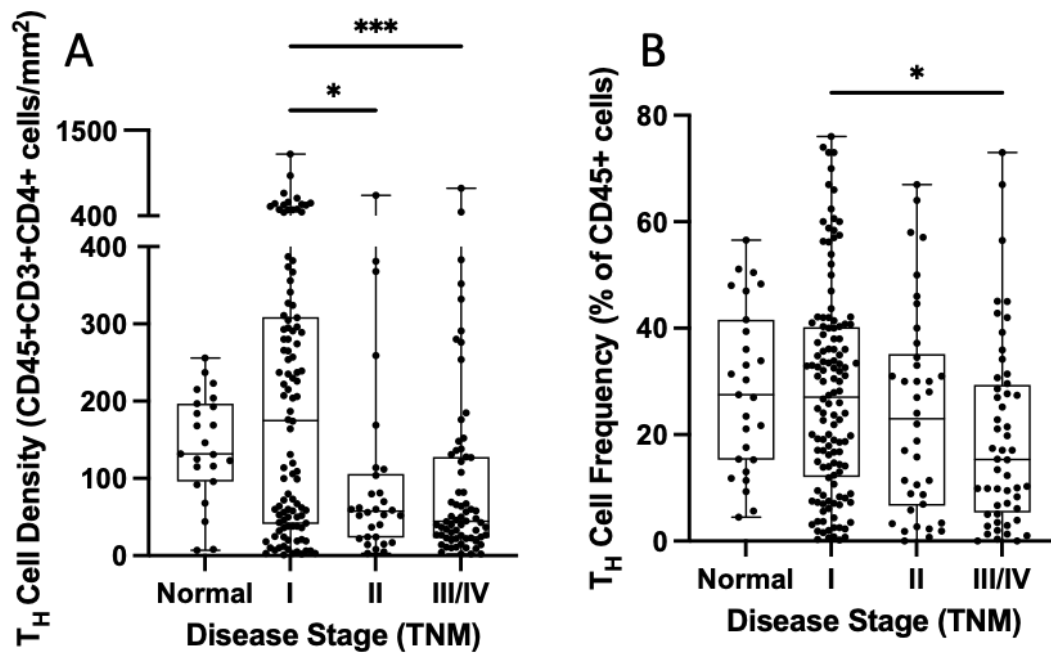 A
T_H Cell Density (CD45+CD3+CD4+ cells/mm²)
***
*
1500
400
400
300
200
100
0
Normal
I
II
III/IV
Disease Stage (TNM)
B
T_H Cell Frequency (% of CD45+ cells)
*
80
60
40
20
0
Normal
I
II
III/IV
Disease Stage (TNM)